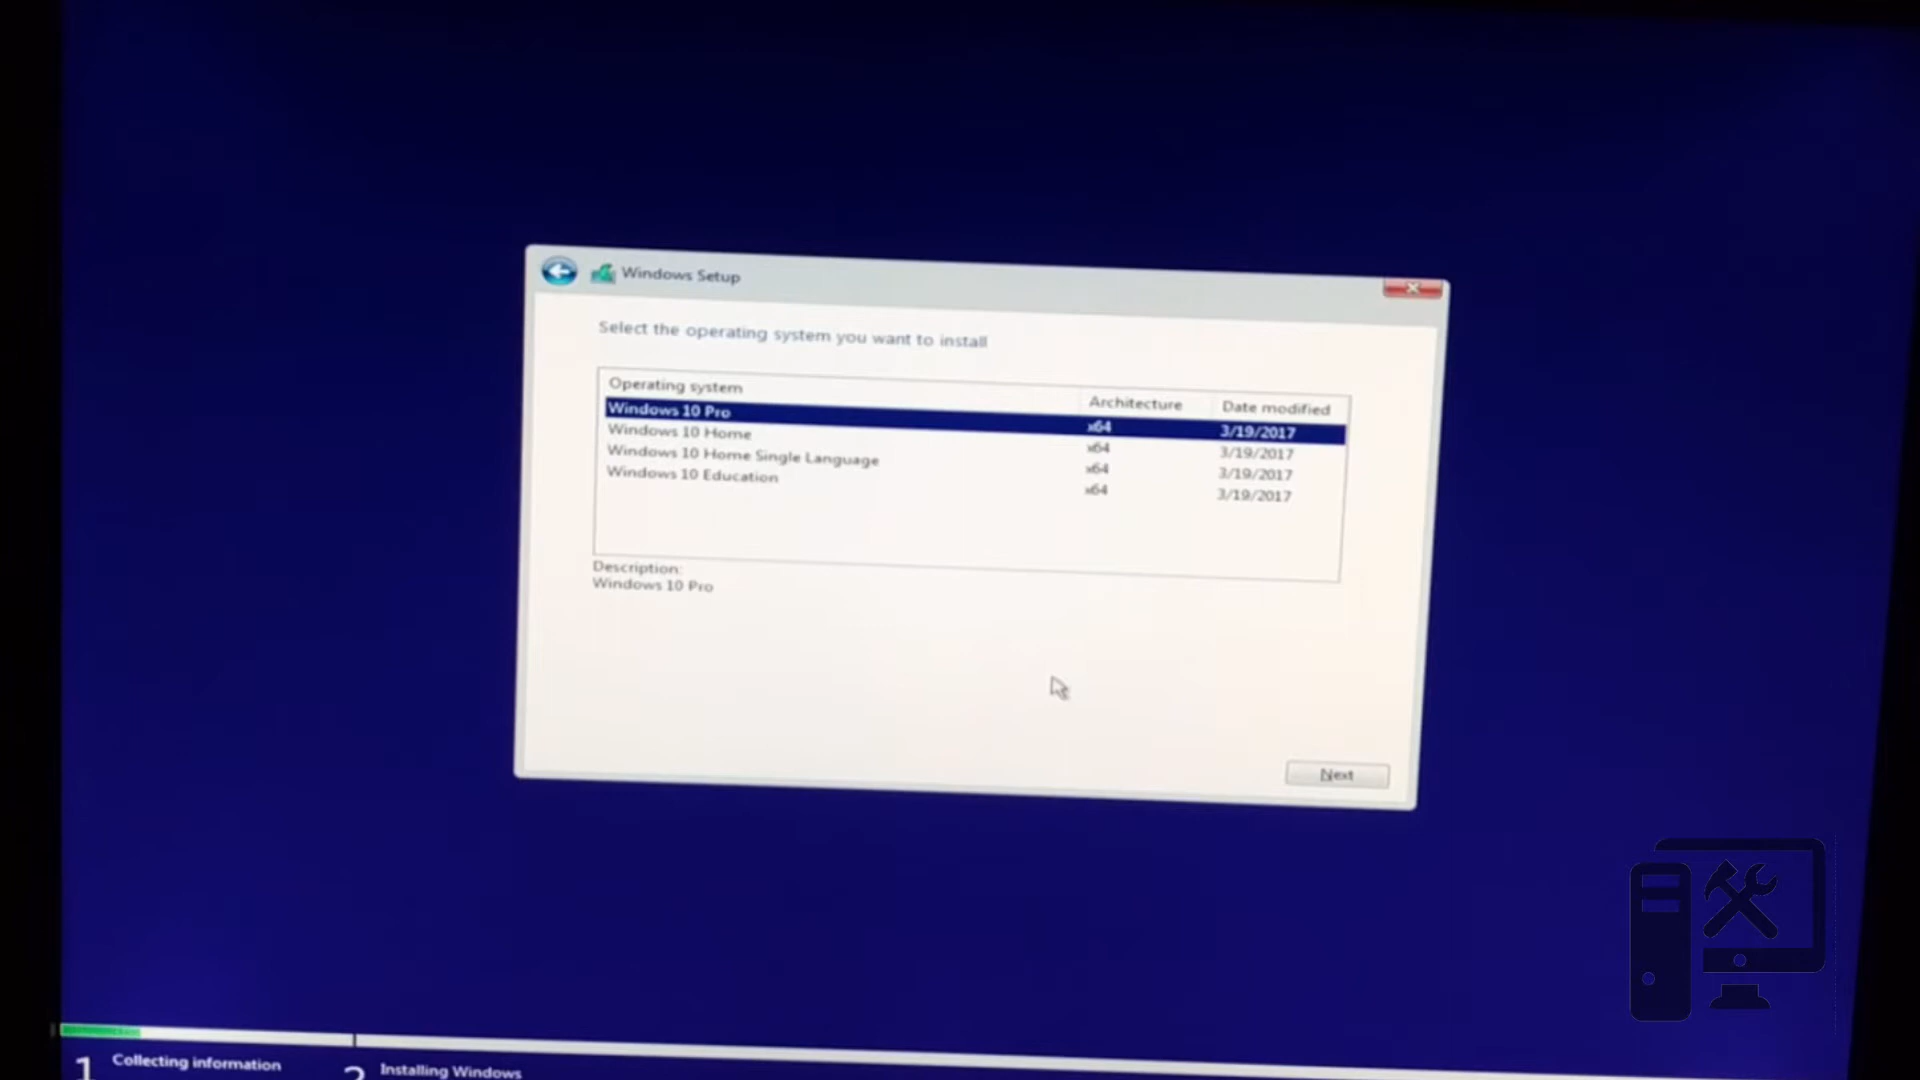 Windows Setup
Select the operating system you want to install
Operating system Architecture Date modified
Windows 10 Pro x64 3/19/2017
Windows 10 Home x64 3/19/2017
Windows 10 Home Single Language x64 3/19/2017
Windows 10 Education x64 3/19/2017
Description:
Windows 10 Pro
Next
1 Collecting information
2 Installing Windows